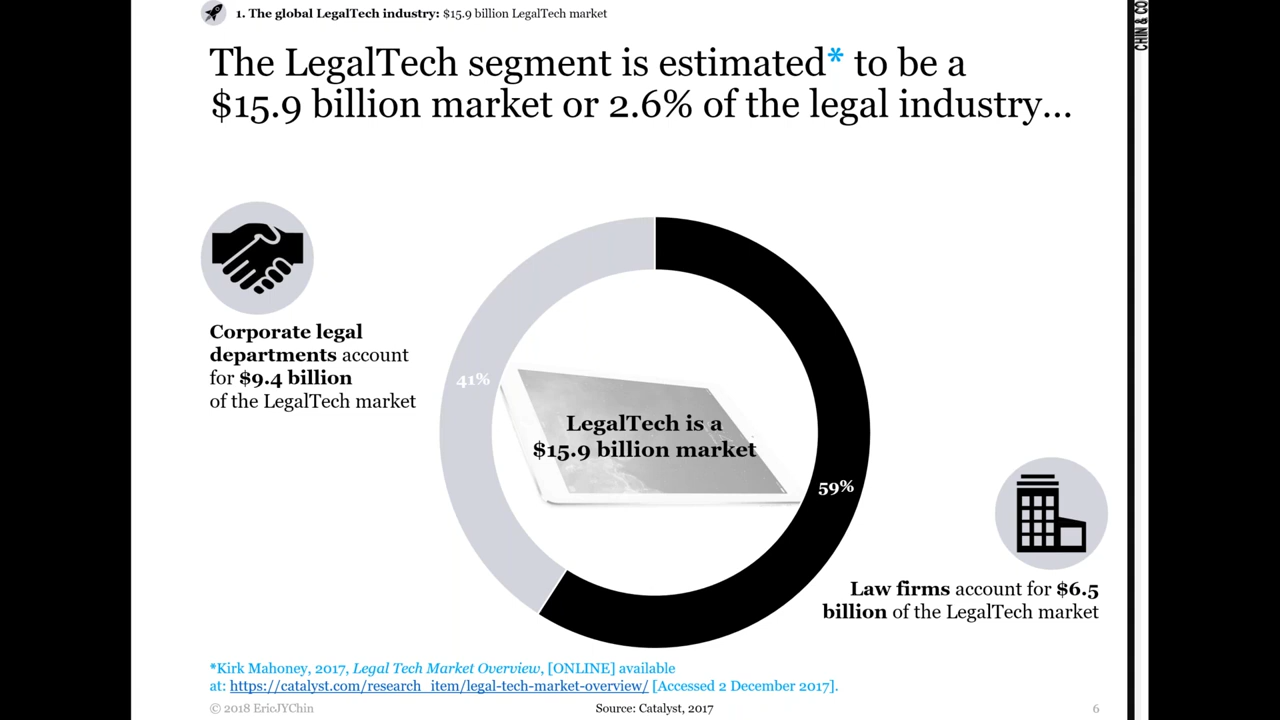 1. The global LegalTech industry: $15.9 billion LegalTech market
CHIN & CO
The LegalTech segment is estimated* to be a
$15.9 billion market or 2.6% of the legal industry...
Corporate legal
departments account
for $9.4 billion
of the LegalTech market
41%
LegalTech is a
$15.9 billion market
59%
Law firms account for $6.5
billion of the LegalTech market
*Kirk Mahoney, 2017, Legal Tech Market Overview, [ONLINE] available
at: https://catalyst.com/research_item/legal-tech-market-overview/ [Accessed 2 December 2017].
© 2018 EricJYChin
Source: Catalyst, 2017
6